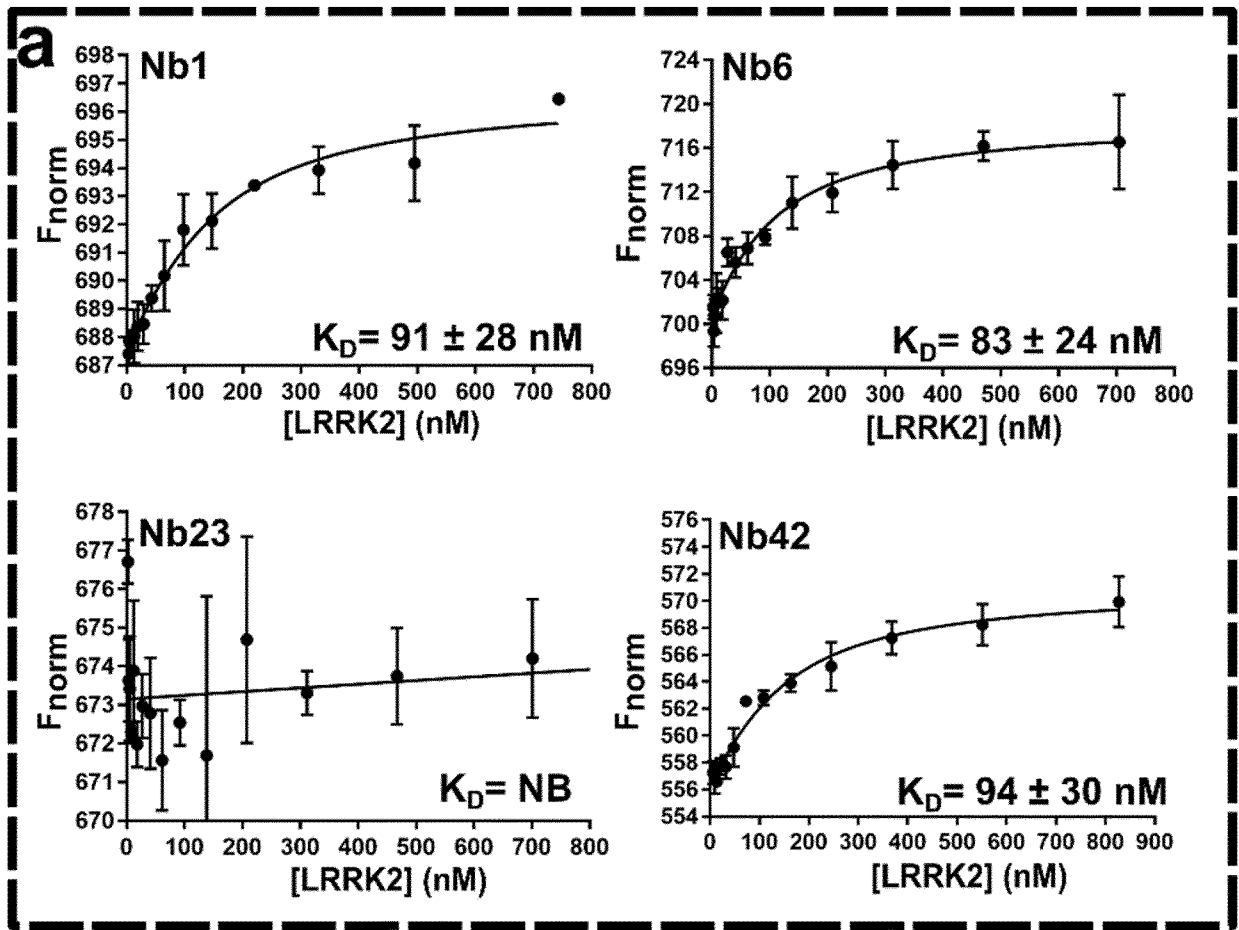 a
Nb1
698
697
696
695
694
693
692
691
690
689
688
687
Fnorm
0 100 200 300 400 500 600 700 800
[LRRK2] (nM)
KD= 91 ± 28 nM
Nb6
724
720
716
712
708
704
700
696
Fnorm
0 100 200 300 400 500 600 700 800
[LRRK2] (nM)
KD= 83 ± 24 nM
Nb23
678
677
676
675
674
673
672
671
670
Fnorm
0 100 200 300 400 500 600 700 800
[LRRK2] (nM)
KD= NB
Nb42
576
574
572
570
568
566
564
562
560
558
556
554
Fnorm
0 100 200 300 400 500 600 700 800 900
[LRRK2] (nM)
KD= 94 ± 30 nM